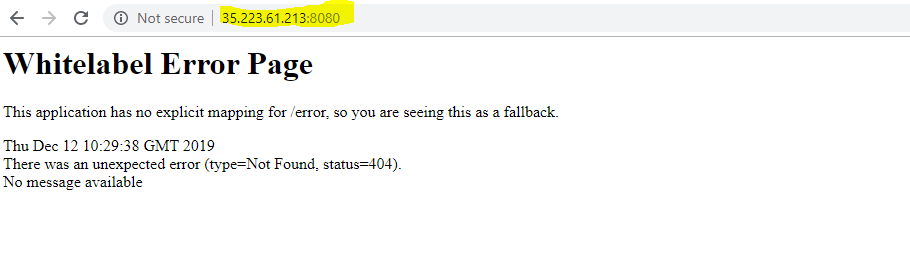 Not secure | 35.223.61.213:8080
Whitelabel Error Page
This application has no explicit mapping for /error, so you are seeing this as a fallback.
Thu Dec 12 10:29:38 GMT 2019
There was an unexpected error (type=Not Found, status=404).
No message available